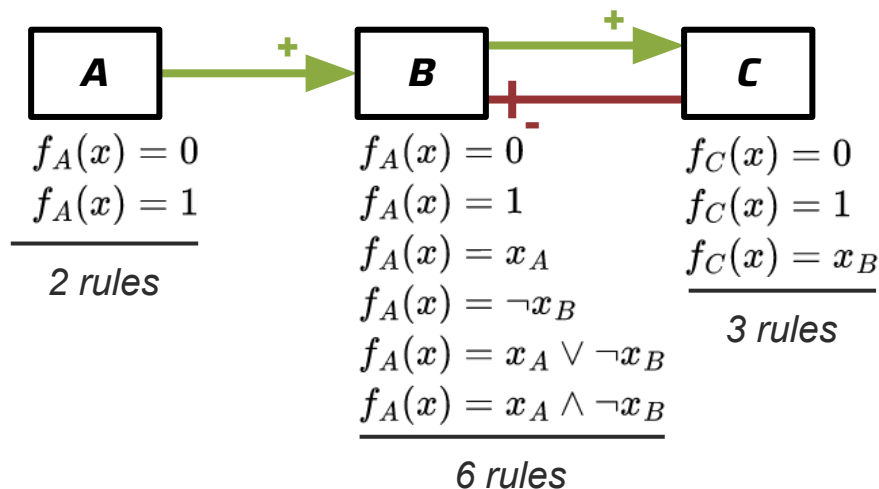 A
+
B
+
C
-
f_A(x) = 0
f_A(x) = 1
2 rules
f_A(x) = 0
f_A(x) = 1
f_A(x) = x_A
f_A(x) = ¬x_B
f_A(x) = x_A ∨ ¬x_B
f_A(x) = x_A ∧ ¬x_B
6 rules
f_C(x) = 0
f_C(x) = 1
f_C(x) = x_B
3 rules